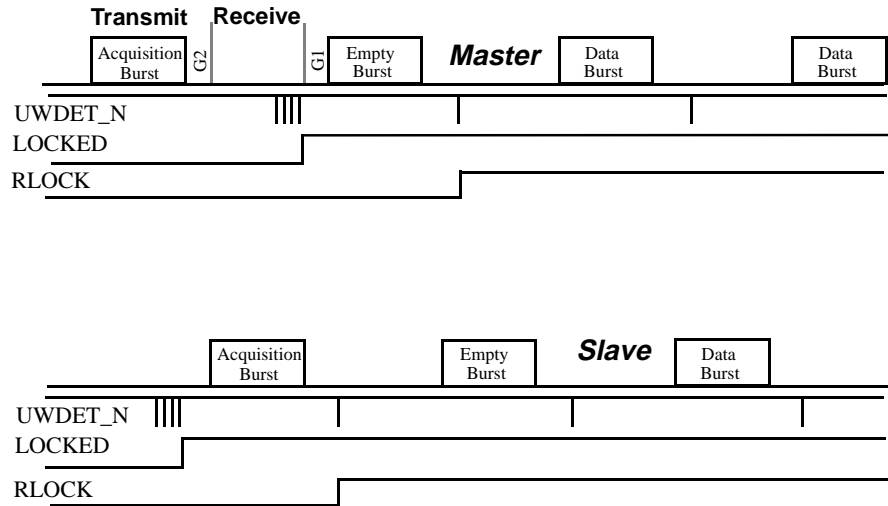 Transmit Receive
Acquisition Burst
G2
G1
Empty Burst
Master
Data Burst
Data Burst
UWDET_N
LOCKED
RLOCK
Acquisition Burst
Empty Burst
Slave
Data Burst
UWDET_N
LOCKED
RLOCK